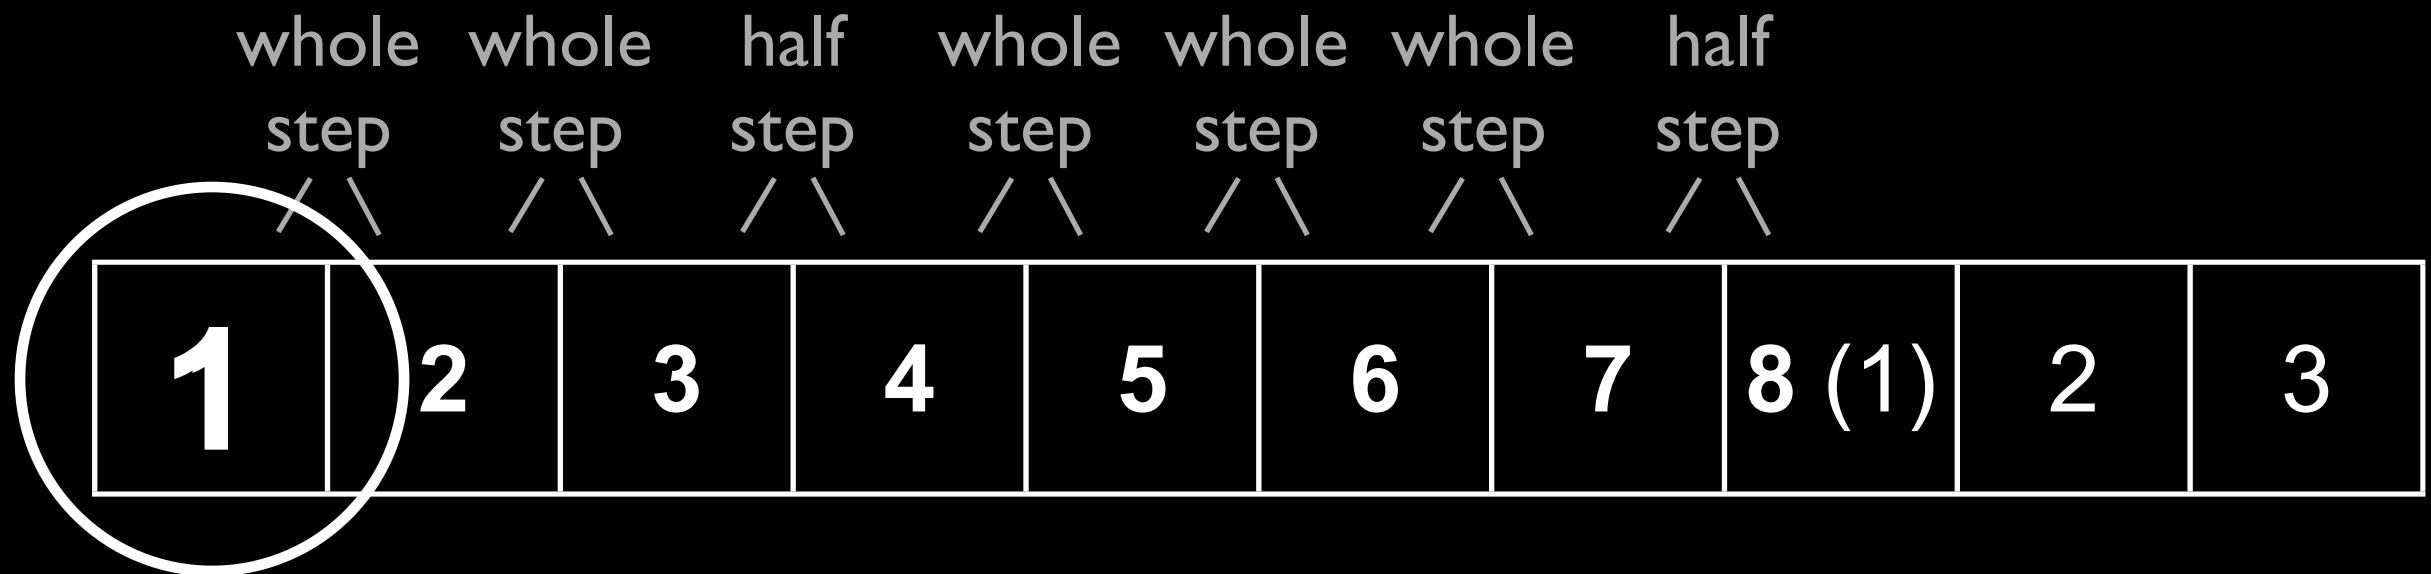 whole whole half whole whole whole half
step step step step step step step
1 2 3 4 5 6 7 8 (1) 2 3